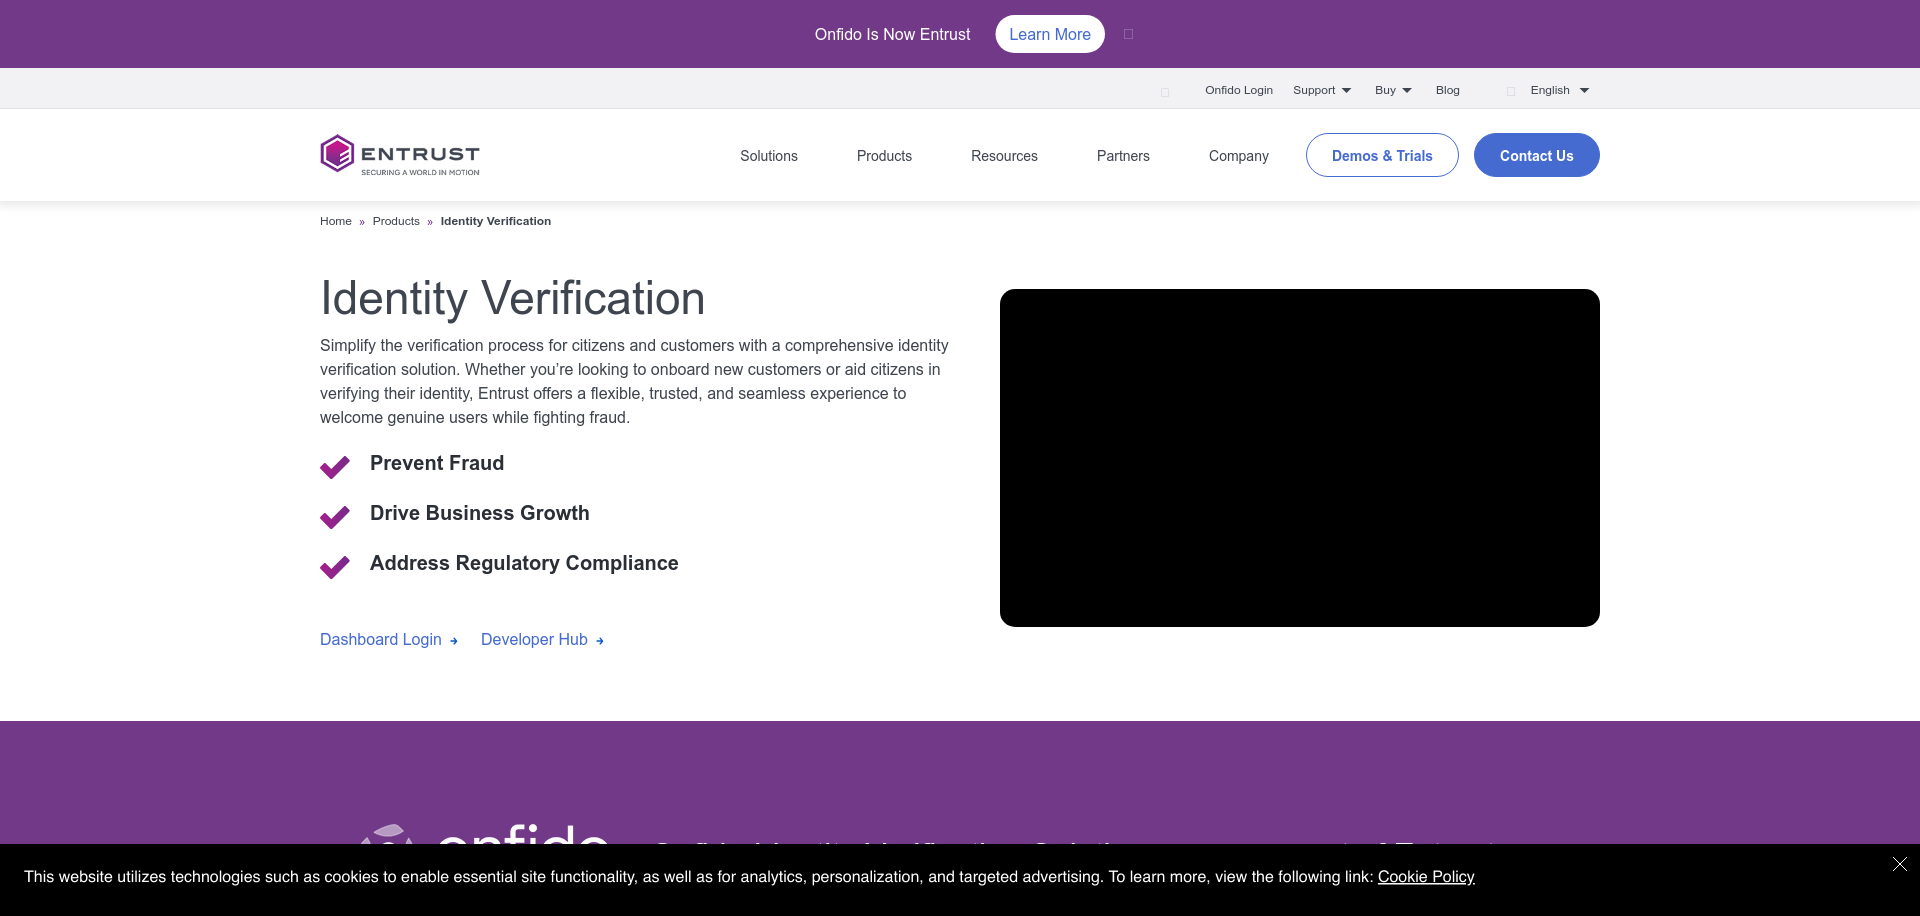 Onfido Is Now Entrust Learn More
Onfido Login Support Buy Blog English
ENTRUST
SECURING A WORLD IN MOTION
Solutions Products Resources Partners Company Demos & Trials Contact Us
Home » Products » Identity Verification
Identity Verification
Simplify the verification process for citizens and customers with a comprehensive identity
verification solution. Whether you’re looking to onboard new customers or aid citizens in
verifying their identity, Entrust offers a flexible, trusted, and seamless experience to
welcome genuine users while fighting fraud.
Prevent Fraud
Drive Business Growth
Address Regulatory Compliance
Dashboard Login Developer Hub
onfido
This website utilizes technologies such as cookies to enable essential site functionality, as well as for analytics, personalization, and targeted advertising. To learn more, view the following link: Cookie Policy